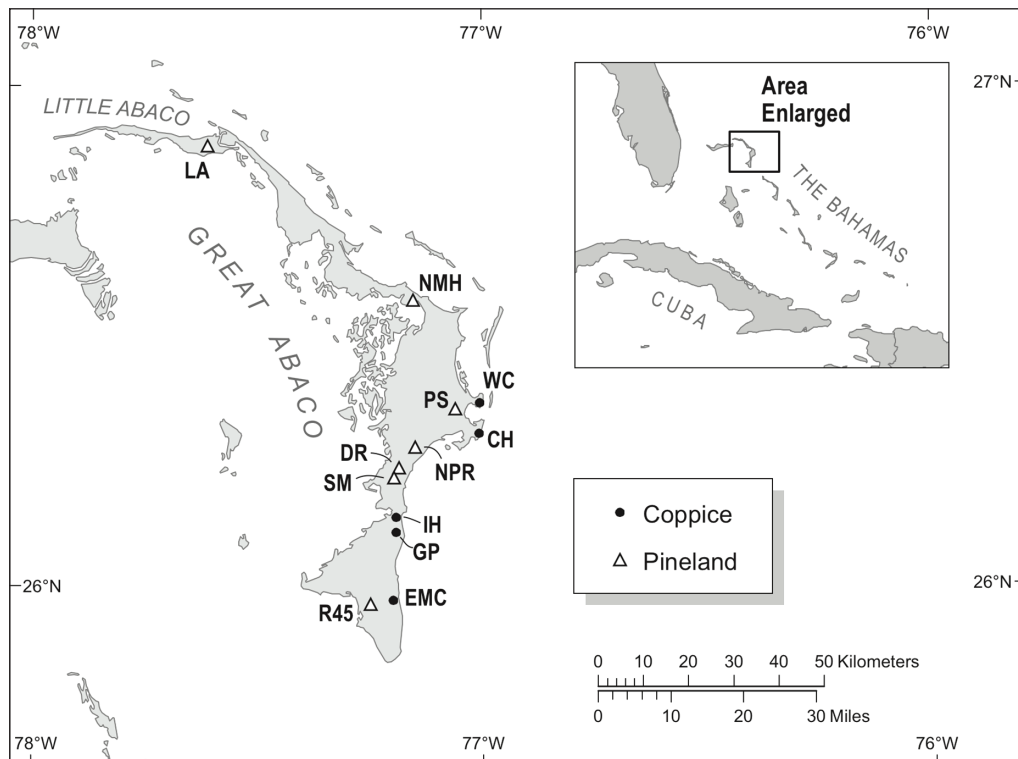 78°W
77°W
76°W
27°N
Area
Enlarged
LITTLE ABACO
LA
THE BAHAMAS
GREAT ABACO
NMH
CUBA
WC
PS
CH
DR
NPR
SM
IH
GP
EMC
R45
Coppice
Pineland
26°N
26°N
0 10 20 30 40 50 Kilometers
0 10 20 30 Miles
78°W
77°W
76°W